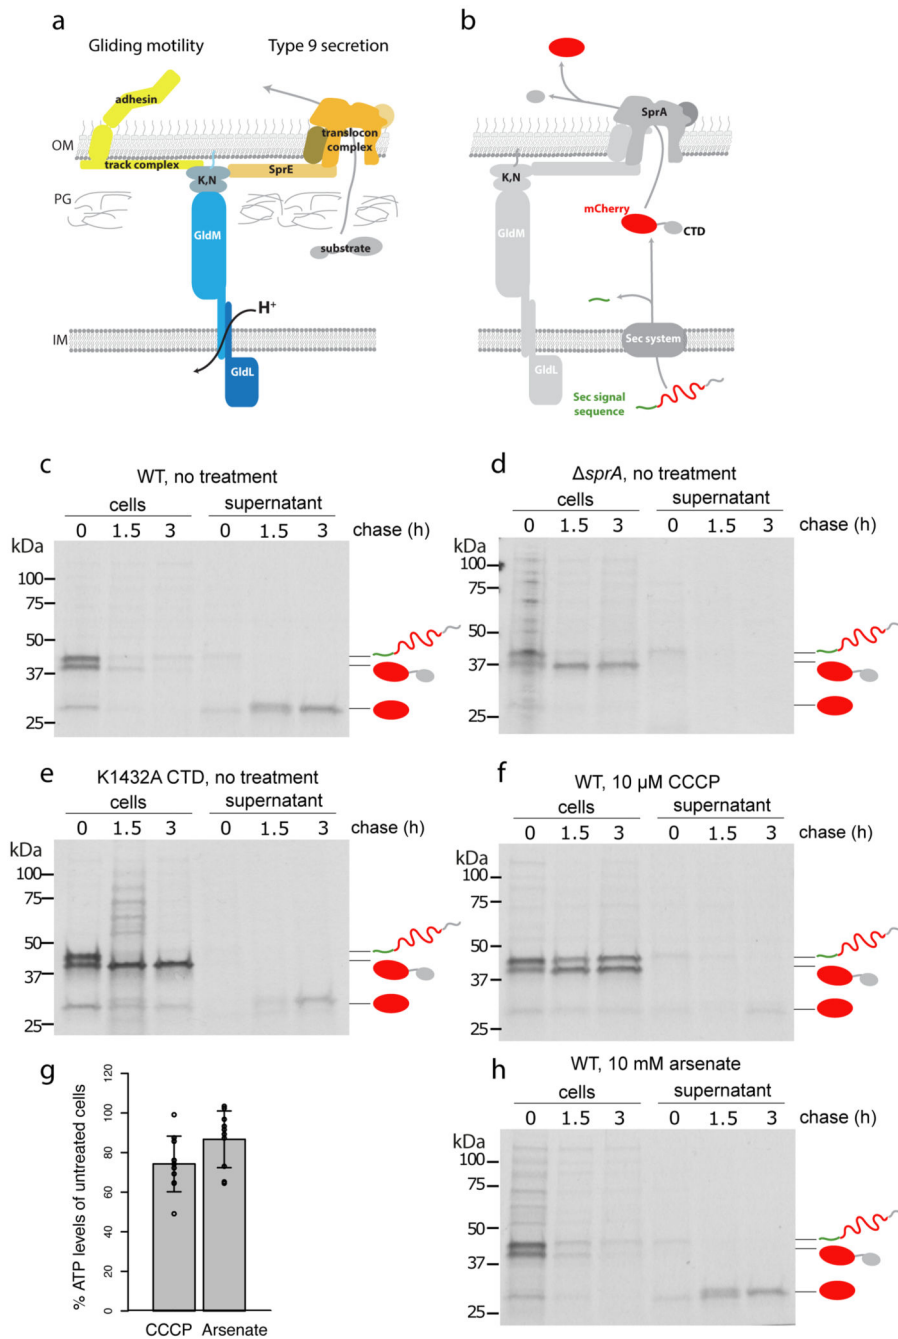 a
Gliding motility
Type 9 secretion
adhesin
OM
translocon
complex
track complex
SprE
K,N
PG
GldM
substrate
H⁺
IM
GldL
b
SprA
K,N
mCherry
CTD
GldM
Sec system
GldL
Sec signal
sequence
c
WT, no treatment
cells supernatant
0 1.5 3 0 1.5 3 chase (h)
kDa
100
75
50
37
25
d
ΔsprA, no treatment
cells supernatant
0 1.5 3 0 1.5 3 chase (h)
kDa
100
75
50
37
25
e
K1432A CTD, no treatment
cells supernatant
0 1.5 3 0 1.5 3 chase (h)
kDa
100
75
50
37
25
f
WT, 10 µM CCCP
cells supernatant
0 1.5 3 0 1.5 3 chase (h)
kDa
100
75
50
37
25
g
% ATP levels of untreated cells
120
100
80
60
40
20
0
CCCP Arsenate
h
WT, 10 mM arsenate
cells supernatant
0 1.5 3 0 1.5 3 chase (h)
kDa
100
75
50
37
25